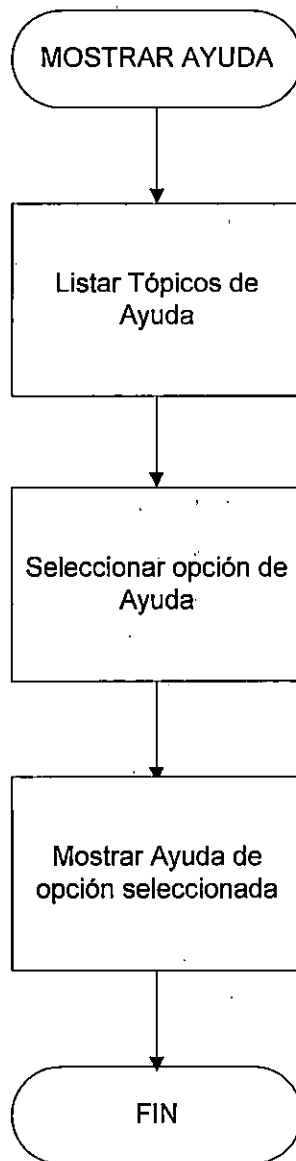 MOSTRAR AYUDA
Listar Tópicos de
Ayuda
Seleccionar opción de
Ayuda
Mostrar Ayuda de
opción seleccionada
FIN